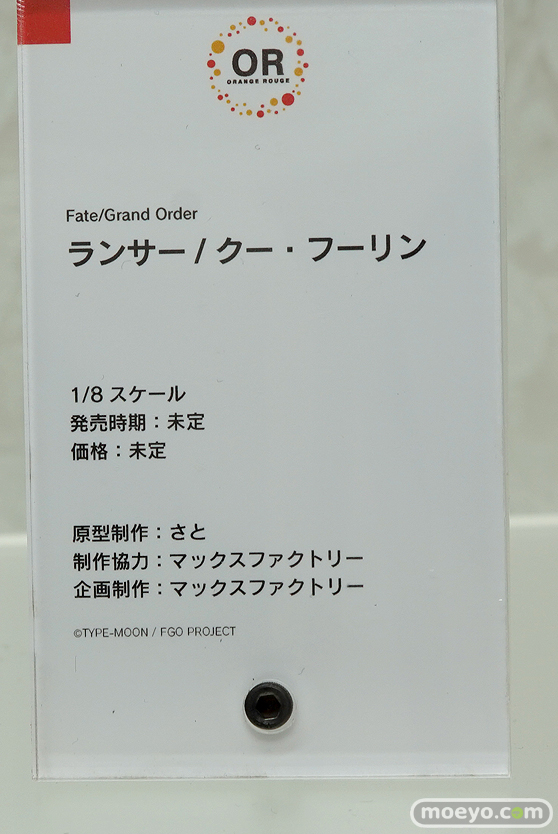 OR
ORANGE ROUGE
Fate/Grand Order
ランサー / クー・フーリン
1/8 スケール
発売時期：未定
価格：未定
原型制作：さと
制作協力：マックスファクトリー
企画制作：マックスファクトリー
©TYPE-MOON / FGO PROJECT
moeyo.com